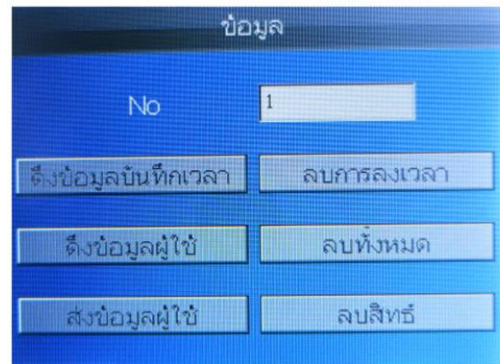 ข้อมูล
No 1
ดึงข้อมูลบันทึกเวลา ลบการลงเวลา
ดึงข้อมูลผู้ใช้ ลบทั้งหมด
ส่งข้อมูลผู้ใช้ ลบสิทธิ์